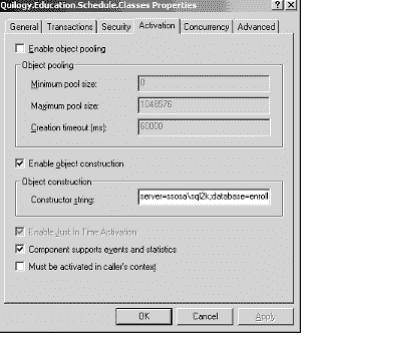 Quilogy.Education.Schedule.Classes Properties
General Transactions Security Activation Concurrency Advanced
Enable object pooling
Object pooling
Minimum pool size: 0
Maximum pool size: 1048576
Creation timeout (ms): 60000
Enable object construction
Object construction
Constructor string: server=ssosa\sql2k;database=enroll
Enable Just In Time Activation
Component supports events and statistics
Must be activated in caller's context
OK Cancel Apply